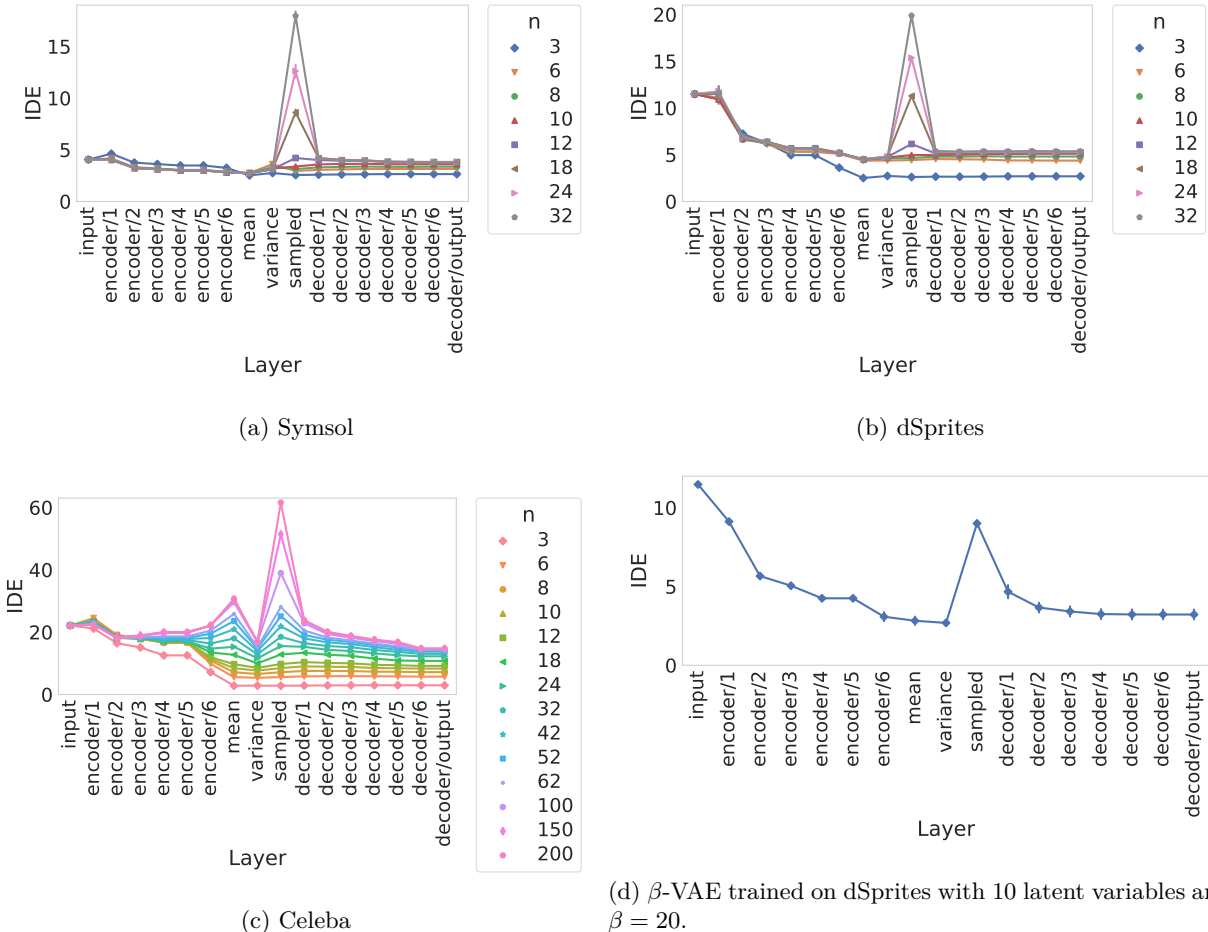 IDE
15
10
5
0
input
encoder/1
encoder/2
encoder/3
encoder/4
encoder/5
encoder/6
mean
variance
sampled
decoder/1
decoder/2
decoder/3
decoder/4
decoder/5
decoder/6
decoder/output
Layer
n
3
6
8
10
12
18
24
32
(a) Symsol
IDE
20
15
10
5
0
input
encoder/1
encoder/2
encoder/3
encoder/4
encoder/5
encoder/6
mean
variance
sampled
decoder/1
decoder/2
decoder/3
decoder/4
decoder/5
decoder/6
decoder/output
Layer
n
3
6
8
10
12
18
24
32
(b) dSprites
IDE
60
40
20
0
input
encoder/1
encoder/2
encoder/3
encoder/4
encoder/5
encoder/6
mean
variance
sampled
decoder/1
decoder/2
decoder/3
decoder/4
decoder/5
decoder/6
decoder/output
Layer
n
3
6
8
10
12
18
24
32
42
52
62
100
150
200
(c) Celeba
IDE
10
5
0
input
encoder/1
encoder/2
encoder/3
encoder/4
encoder/5
encoder/6
mean
variance
sampled
decoder/1
decoder/2
decoder/3
decoder/4
decoder/5
decoder/6
decoder/output
Layer
(d) β-VAE trained on dSprites with 10 latent variables
β = 20.